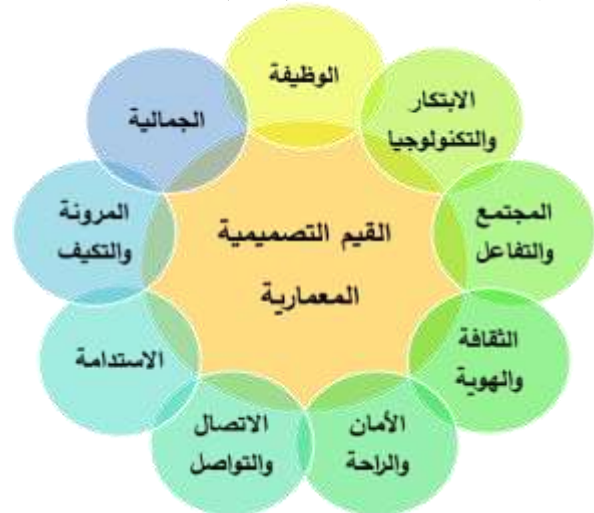 الوظيفة
الابتكار
والتكنولوجيا
المجتمع
والتفاعل
الثقافة
والهوية
الأمان
والراحة
الاتصال
والتواصل
الاستدامة
المرونة
والتكيف
الجمالية
القيم التصميمية
المعمارية